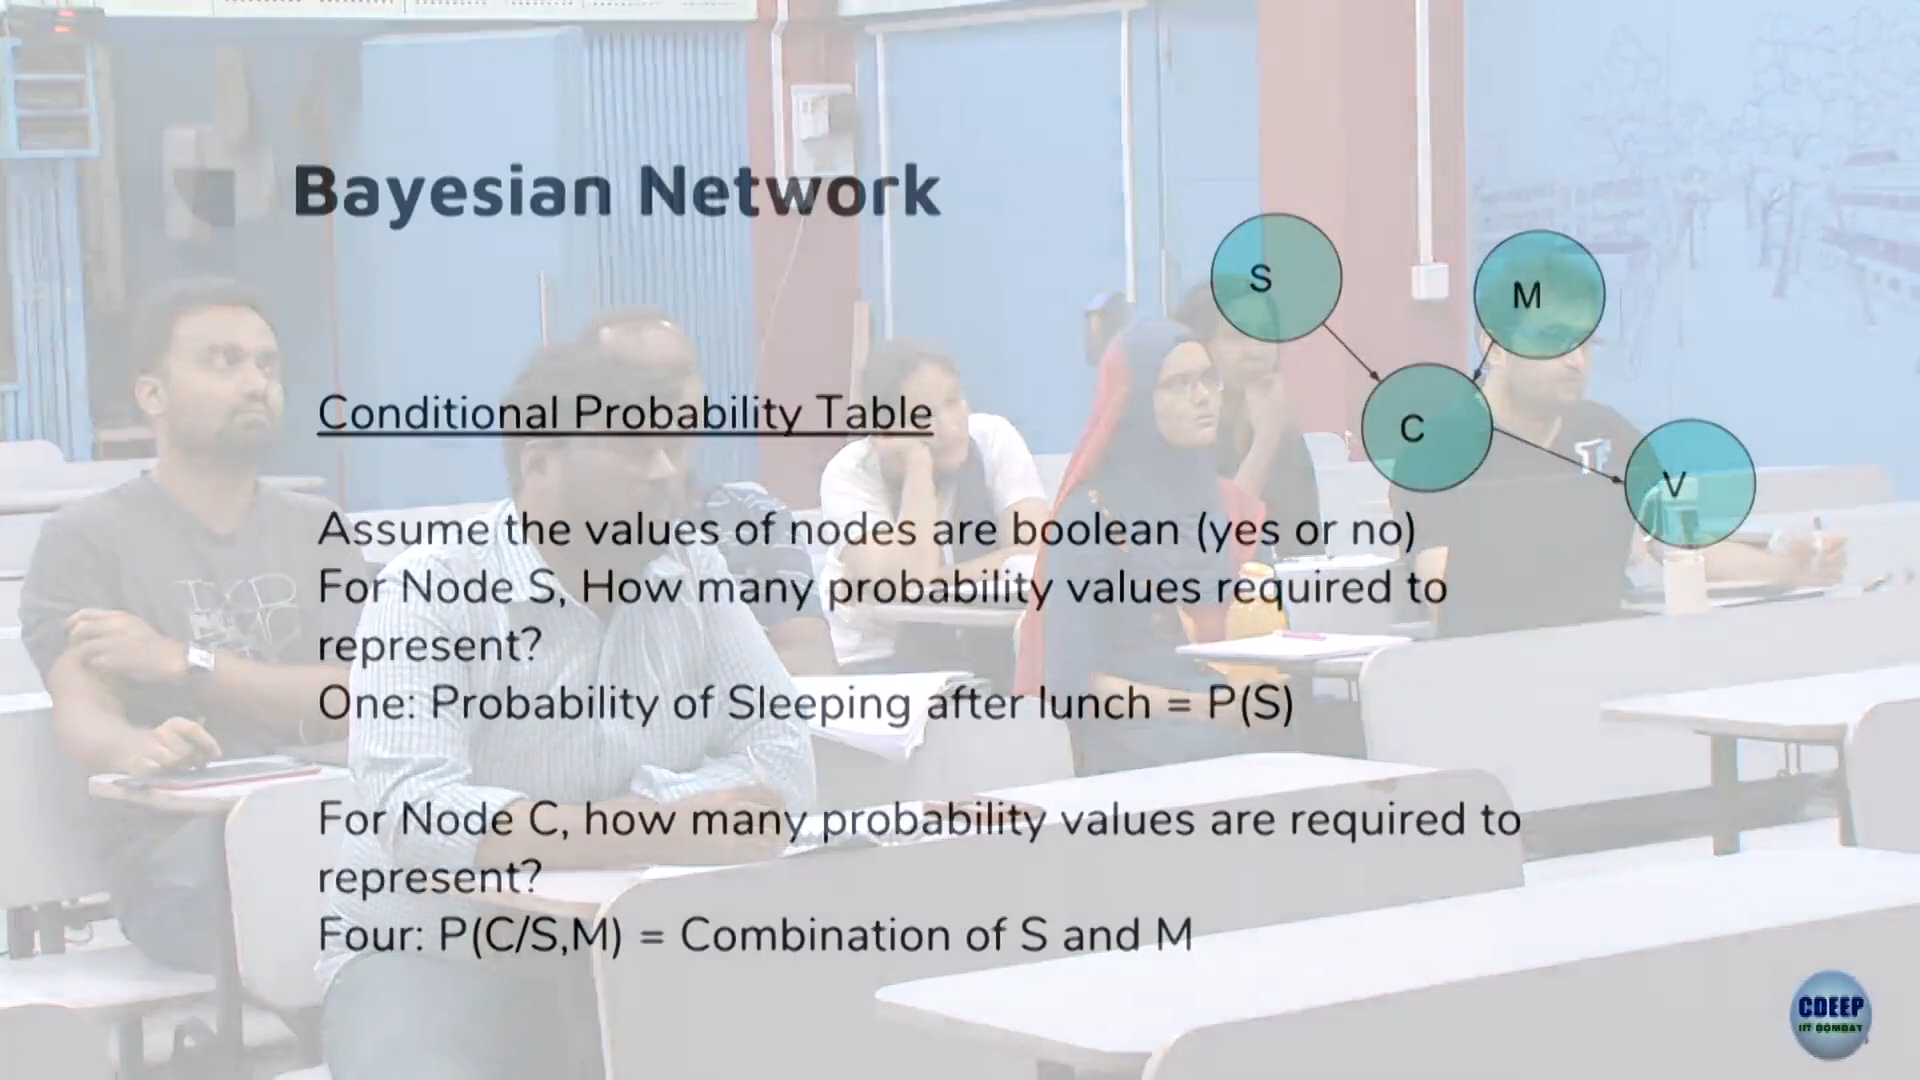 Bayesian Network
S
M
C
V
Conditional Probability Table
Assume the values of nodes are boolean (yes or no)
For Node S, How many probability values required to
represent?
One: Probability of Sleeping after lunch = P(S)
For Node C, how many probability values are required to
represent?
Four: P(C/S,M) = Combination of S and M
CDEEP
IIT BOMBAY